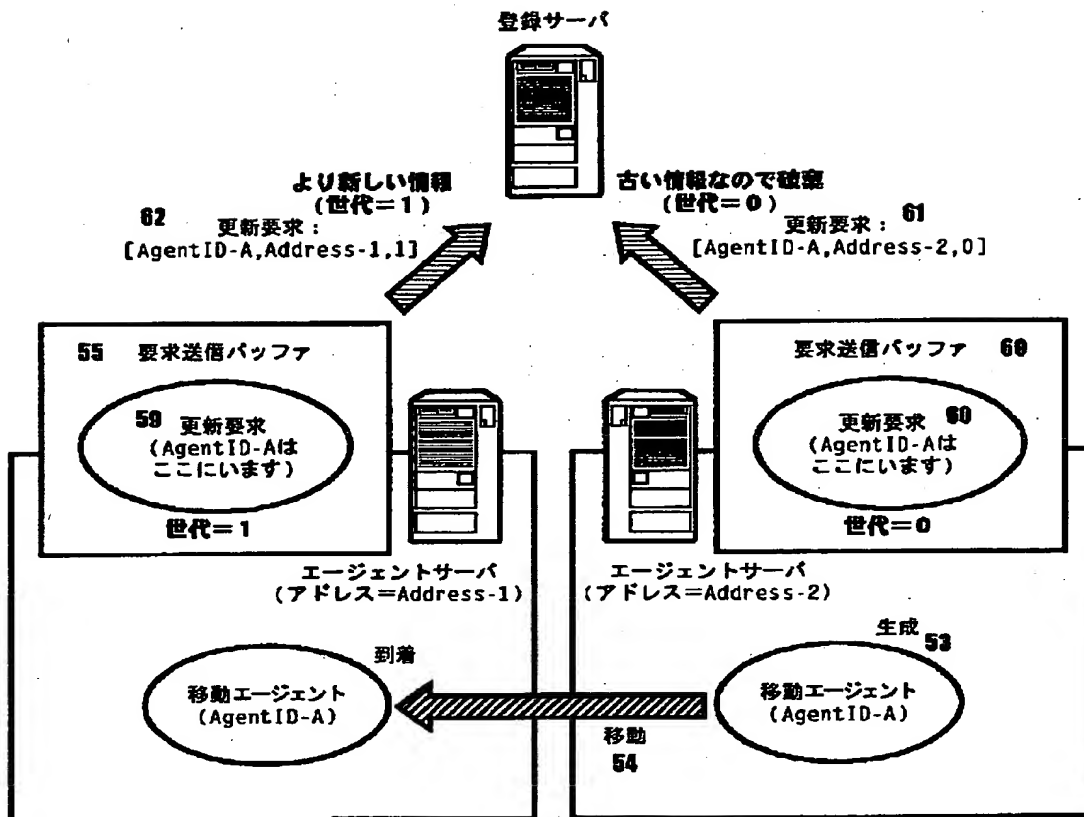 登録サーバ
より新しい情報
(世代=1)
古い情報なので破棄
(世代=0)
62
更新要求:
[AgentID-A,Address-1,1]
61
更新要求:
[AgentID-A,Address-2,0]
55 要求送信バッファ
59 更新要求
(AgentID-Aは
ここにいます)
世代=1
要求送信バッファ 60
更新要求 60
(AgentID-Aは
ここにいます)
世代=0
エージェントサーバ
(アドレス=Address-1)
エージェントサーバ
(アドレス=Address-2)
到着
移動エージェント
(AgentID-A)
生成 53
移動エージェント
(AgentID-A)
移動
54